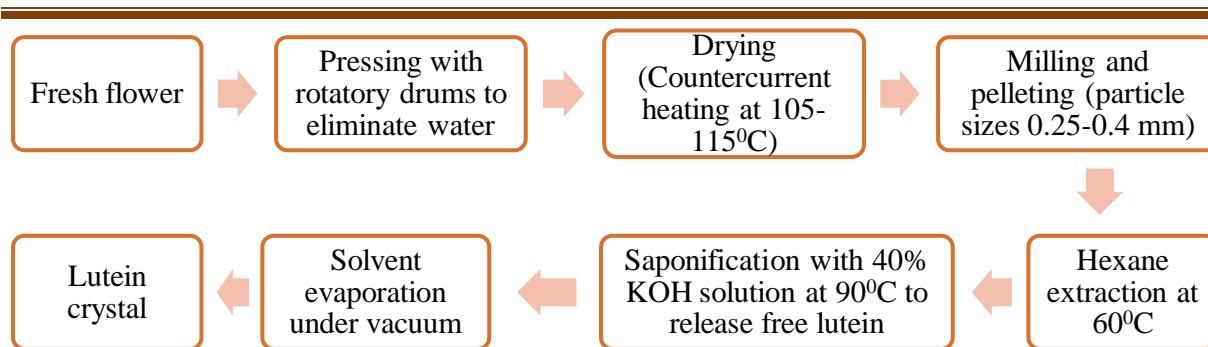 Fresh flower
Pressing with
rotatory drums to
eliminate water
Drying
(Countercurrent
heating at 105-
115⁰C)
Milling and
pelleting (particle
sizes 0.25-0.4 mm)
Hexane
extraction at
60⁰C
Saponification with 40%
KOH solution at 90⁰C to
release free lutein
Solvent
evaporation
under vacuum
Lutein
crystal